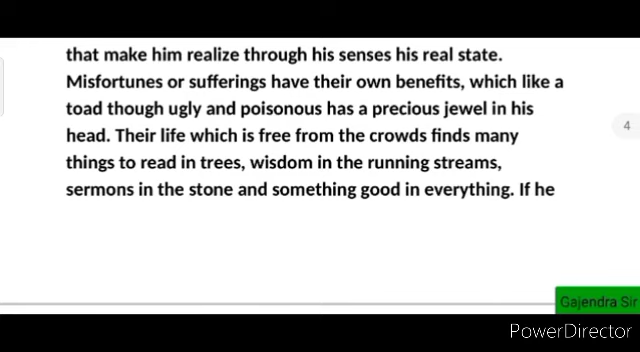 that make him realize through his senses his real state.
Misfortunes or sufferings have their own benefits, which like a
toad though ugly and poisonous has a precious jewel in his
head. Their life which is free from the crowds finds many
things to read in trees, wisdom in the running streams,
sermons in the stone and something good in everything. If he
4
Gajendra Sir
PowerDirector